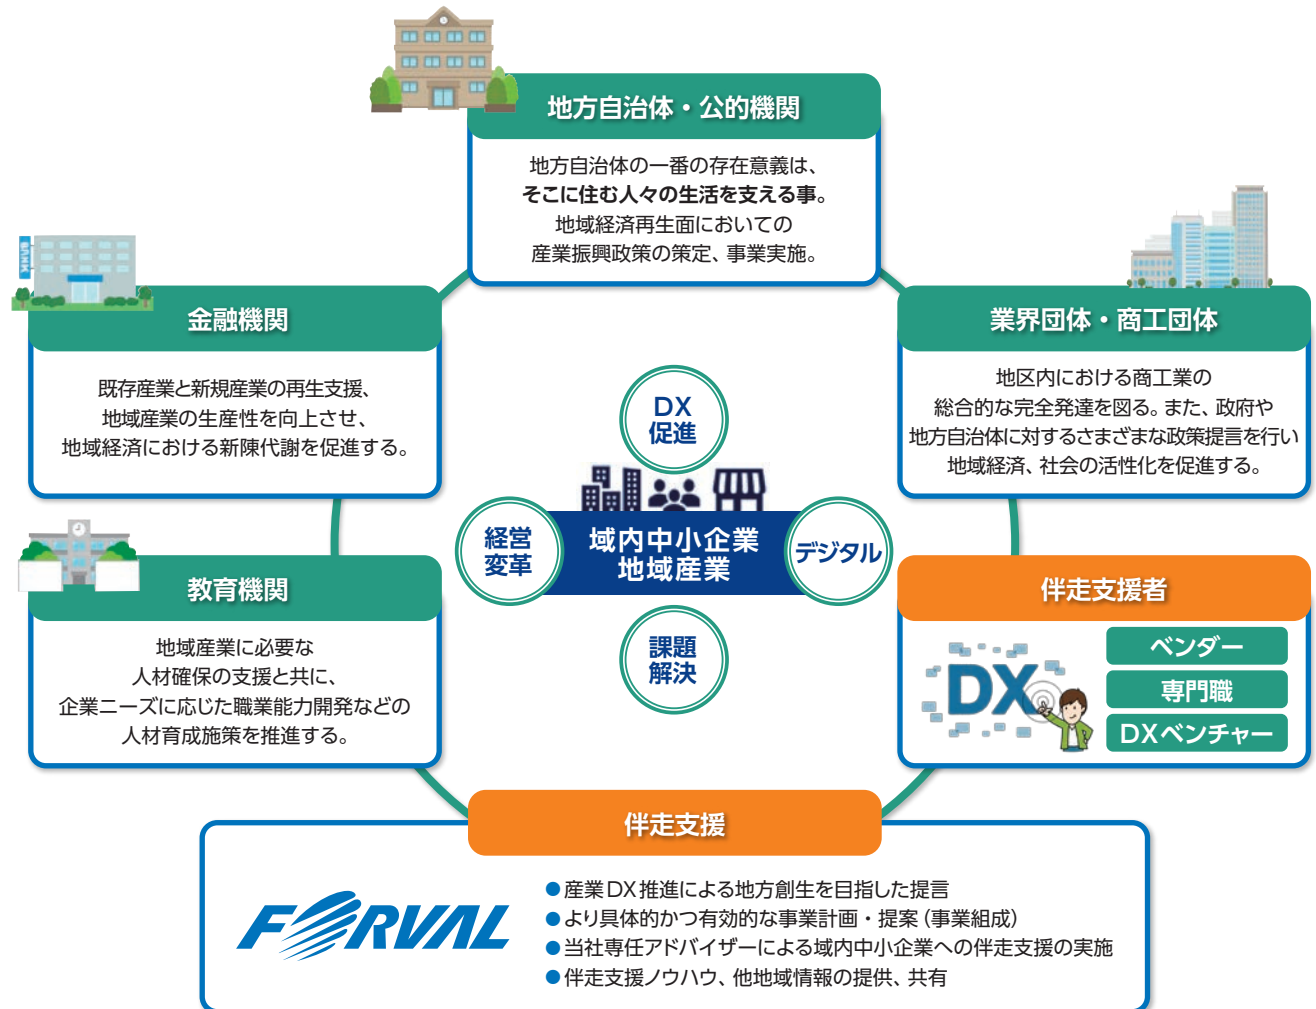 地方自治体・公的機関
地方自治体の一番の存在意義は、
そこに住む人々の生活を支える事。
地域経済再生面においての
産業振興政策の策定、事業実施。
BANK
金融機関
既存産業と新規産業の再生支援、
地域産業の生産性を向上させ、
地域経済における新陳代謝を促進する。
業界団体・商工団体
地区内における商工業の
総合的な完全発達を図る。また、政府や
地方自治体に対するさまざまな政策提言を行い
地域経済、社会の活性化を促進する。
DX
促進
経営
変革
域内中小企業
地域産業
デジタル
課題
解決
教育機関
地域産業に必要な
人材確保の支援と共に、
企業ニーズに応じた職業能力開発などの
人材育成施策を推進する。
伴走支援者
DX
ベンダー
専門職
DXベンチャー
伴走支援
FORVAL
●産業DX推進による地方創生を目指した提言
●より具体的かつ有効的な事業計画・提案（事業組成）
●当社専任アドバイザーによる域内中小企業への伴走支援の実施
●伴走支援ノウハウ、他地域情報の提供、共有